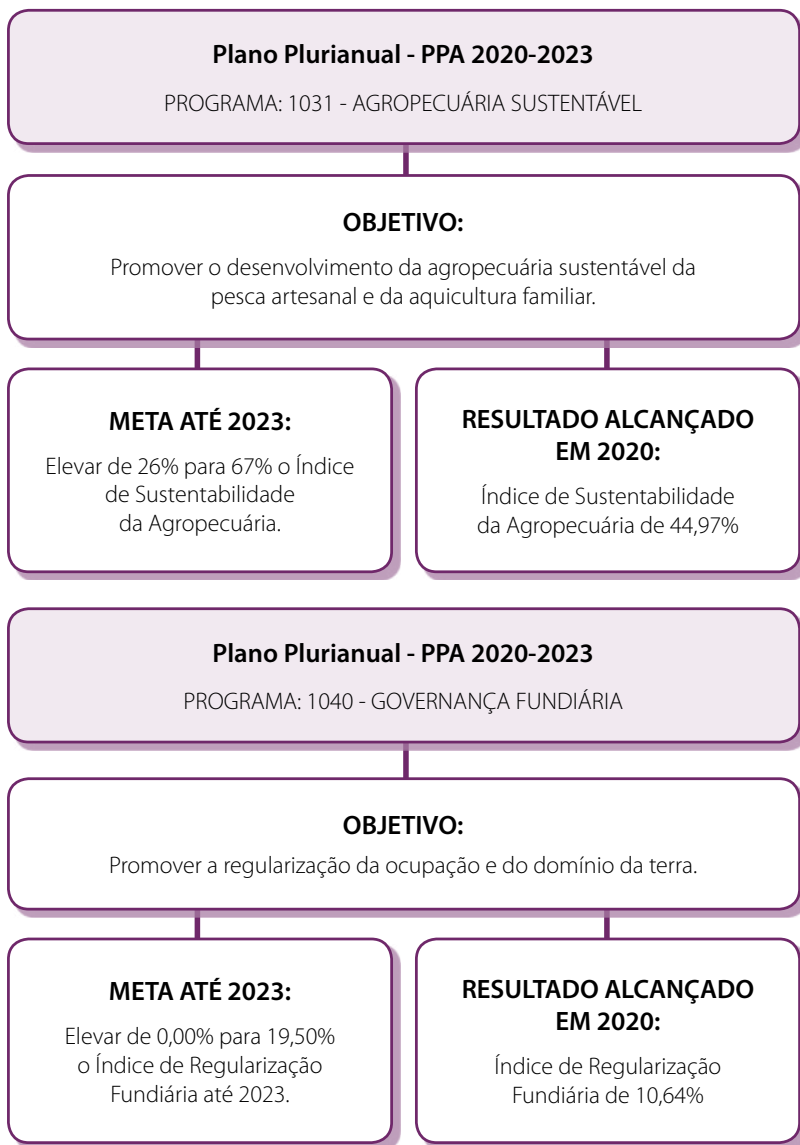 Plano Plurianual - PPA 2020-2023
PROGRAMA: 1031 - AGROPECUÁRIA SUSTENTÁVEL
OBJETIVO:
Promover o desenvolvimento da agropecuária sustentável da
pesca artesanal e da aquicultura familiar.
META ATÉ 2023:
Elevar de 26% para 67% o Índice
de Sustentabilidade
da Agropecuária.
RESULTADO ALCANÇADO
EM 2020:
Índice de Sustentabilidade
da Agropecuária de 44,97%
Plano Plurianual - PPA 2020-2023
PROGRAMA: 1040 - GOVERNANÇA FUNDIÁRIA
OBJETIVO:
Promover a regularização da ocupação e do domínio da terra.
META ATÉ 2023:
Elevar de 0,00% para 19,50%
o Índice de Regularização
Fundiária até 2023.
RESULTADO ALCANÇADO
EM 2020:
Índice de Regularização
Fundiária de 10,64%